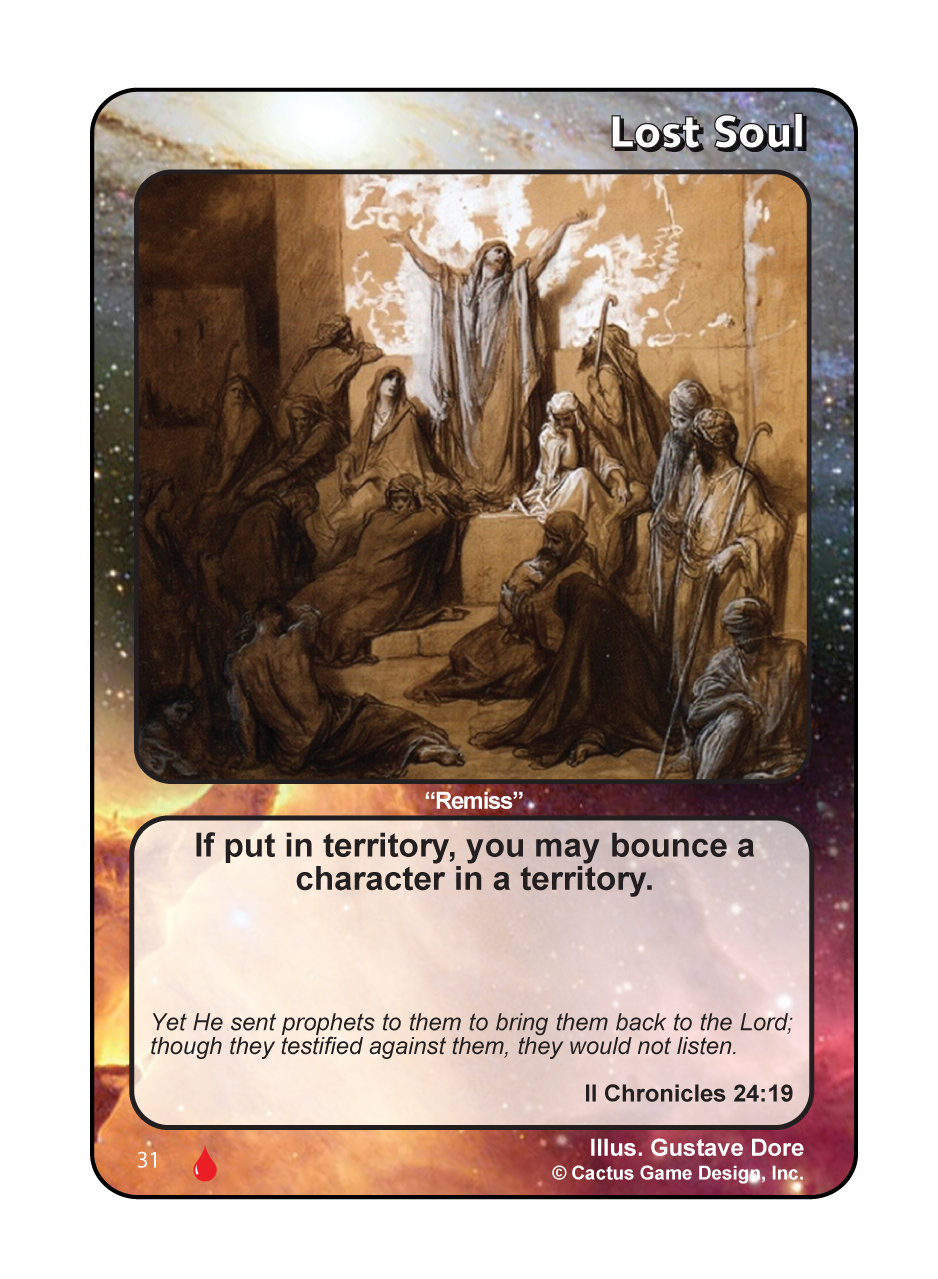 Lost Soul
“Remiss”
If put in territory, you may bounce a
character in a territory.
Yet He sent prophets to them to bring them back to the Lord;
though they testified against them, they would not listen.
II Chronicles 24:19
31
Illus. Gustave Dore
© Cactus Game Design, Inc.